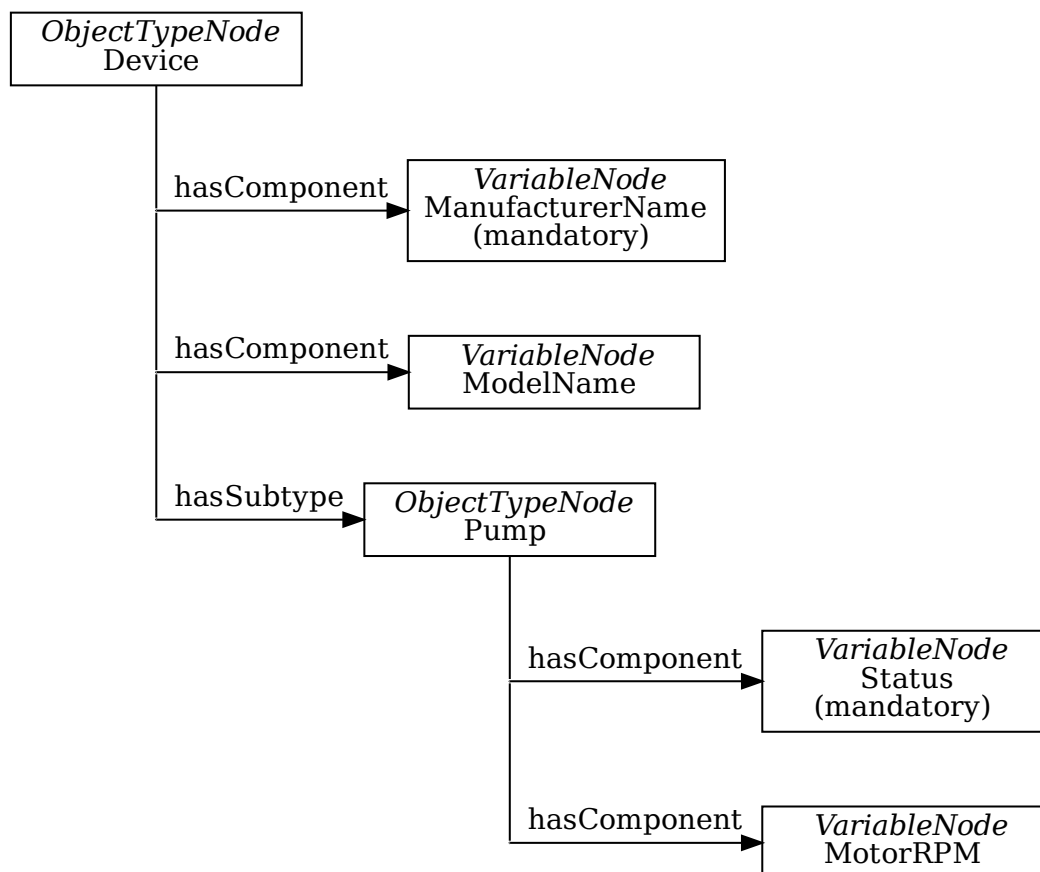 ObjectTypeNode
Device
hasComponent
VariableNode
ManufacturerName
(mandatory)
hasComponent
VariableNode
ModelName
hasSubtype
ObjectTypeNode
Pump
hasComponent
VariableNode
Status
(mandatory)
hasComponent
VariableNode
MotorRPM